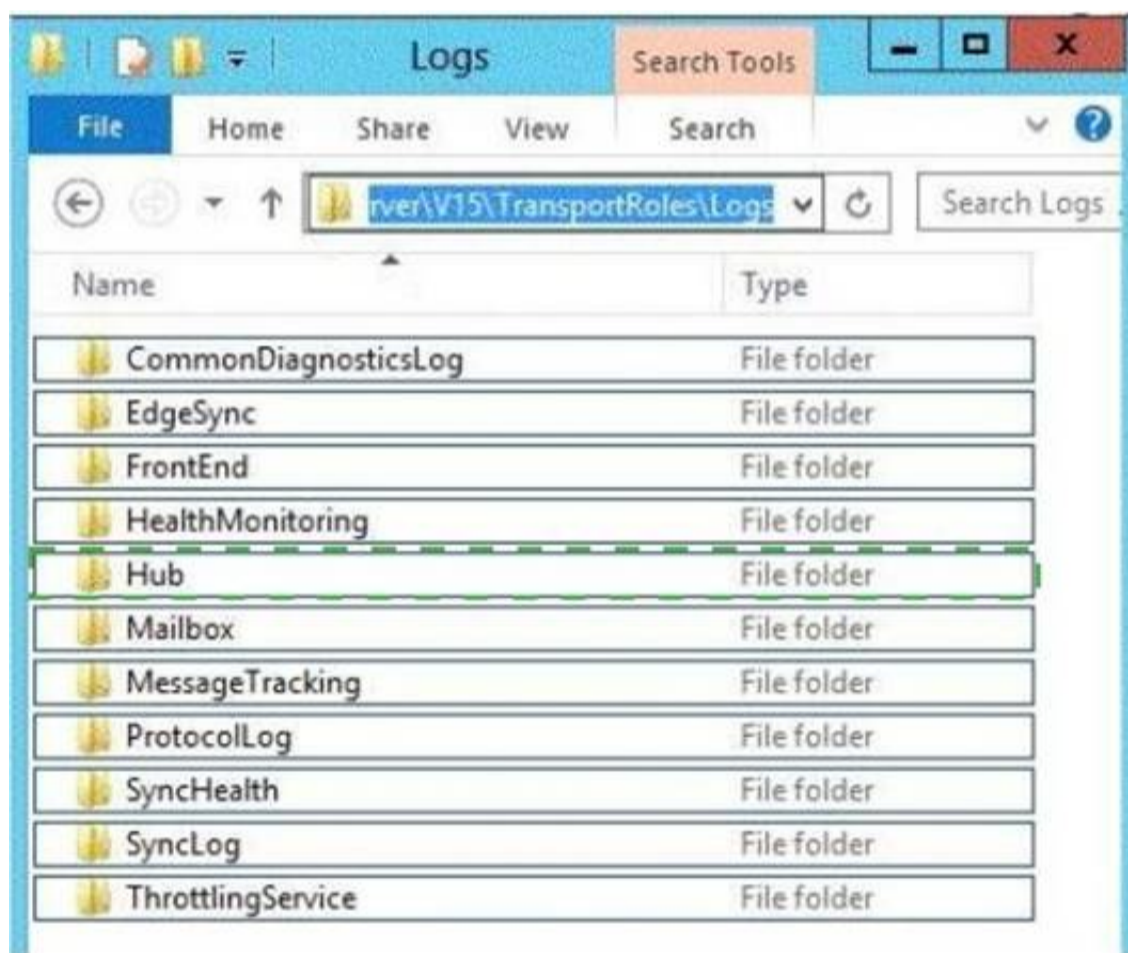 Logs
Search Tools
File Home Share View Search
rver\V15\TransportRoles\Logs Search Logs
Name Type
CommonDiagnosticsLog File folder
EdgeSync File folder
FrontEnd File folder
HealthMonitoring File folder
Hub File folder
Mailbox File folder
MessageTracking File folder
ProtocolLog File folder
SyncHealth File folder
SyncLog File folder
ThrottlingService File folder